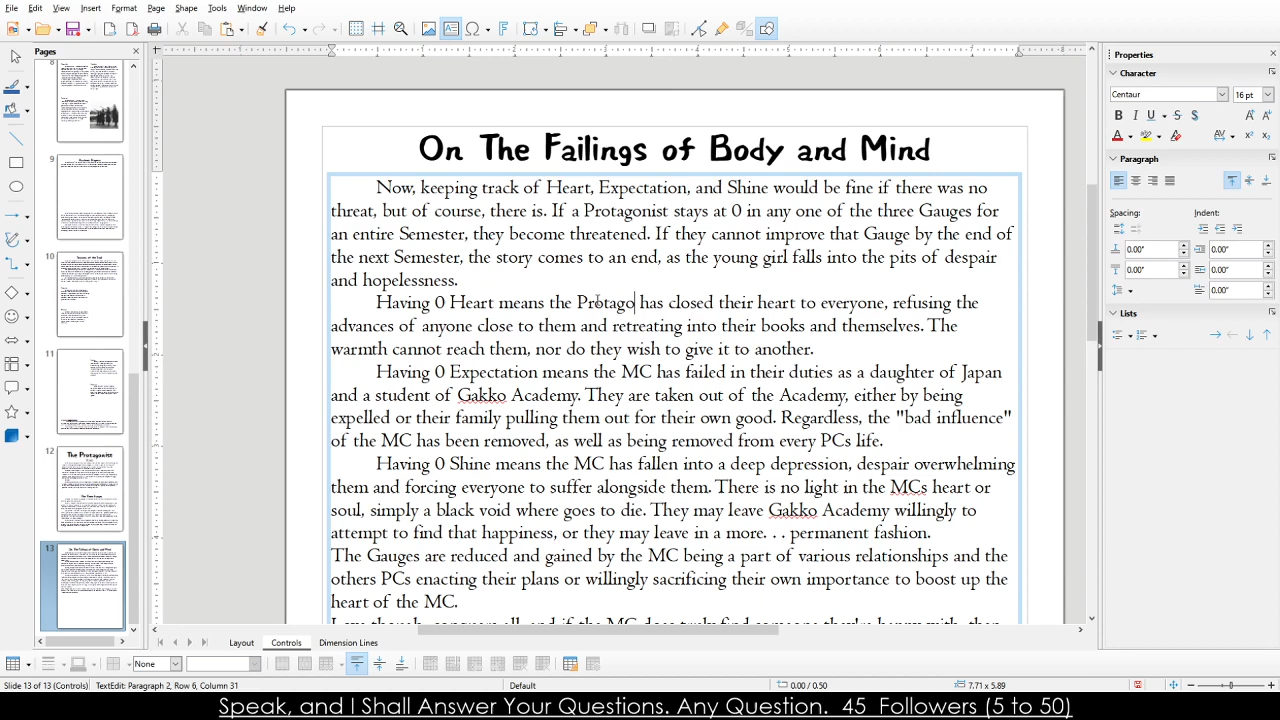 File Edit View Insert Format Page Shape Tools Window Help
Pages
Properties
Character
Centaur 16 pt
Paragraph
Spacing: Indent:
0.00" 0.00"
0.00" 0.00"
0.00"
Lists
8
9
10
11
12
The Protagonist
13
On The Failings of Body and Mind
Now, keeping track of Heart, Expectation, and Shine would be fine if there was no
threat, but of course, there is. If a Protagonist stays at 0 in any one of the three Gauges for
an entire Semester, they become threatened. If they cannot improve that Gauge by the end of
the next Semester, the story comes to an end, as the young girl falls into the pits of despair
and hopelessness.
Having 0 Heart means the Protago has closed their heart to everyone, refusing the
advances of anyone close to them and retreating into their books and themselves. The
warmth cannot reach them, nor do they wish to give it to another.
Having 0 Expectation means the MC has failed in their duties as a daughter of Japan
and a student of Gakko Academy. They are taken out of the Academy, either by being
expelled or their family pulling them out for their own good. Regardless, the "bad influence"
of the MC has been removed, as well as being removed from every PCs life.
Having 0 Shine means the MC has fallen into a deep depression, despair overwhelming
them and forcing everyone to suffer alongside them. There is no light in the MCs heart or
soul, simply a black void where goes to die. They may leave Gakko Academy willingly to
attempt to find that happiness, or they may leave in a more. . . permanent fashion.
The Gauges are reduced and gained by the MC being a part of various relationships and the
others PCs enacting their plans or willingly sacrificing their own importance to boost up the
heart of the MC.
Layout Controls Dimension Lines
None
Slide 13 of 13 (Controls) TextEdit: Paragraph 2, Row 6, Column 31 Default 0.00 / 0.50 7.71 x 5.89
Speak, and I Shall Answer Your Questions. Any Question. 45 Followers (5 to 50)